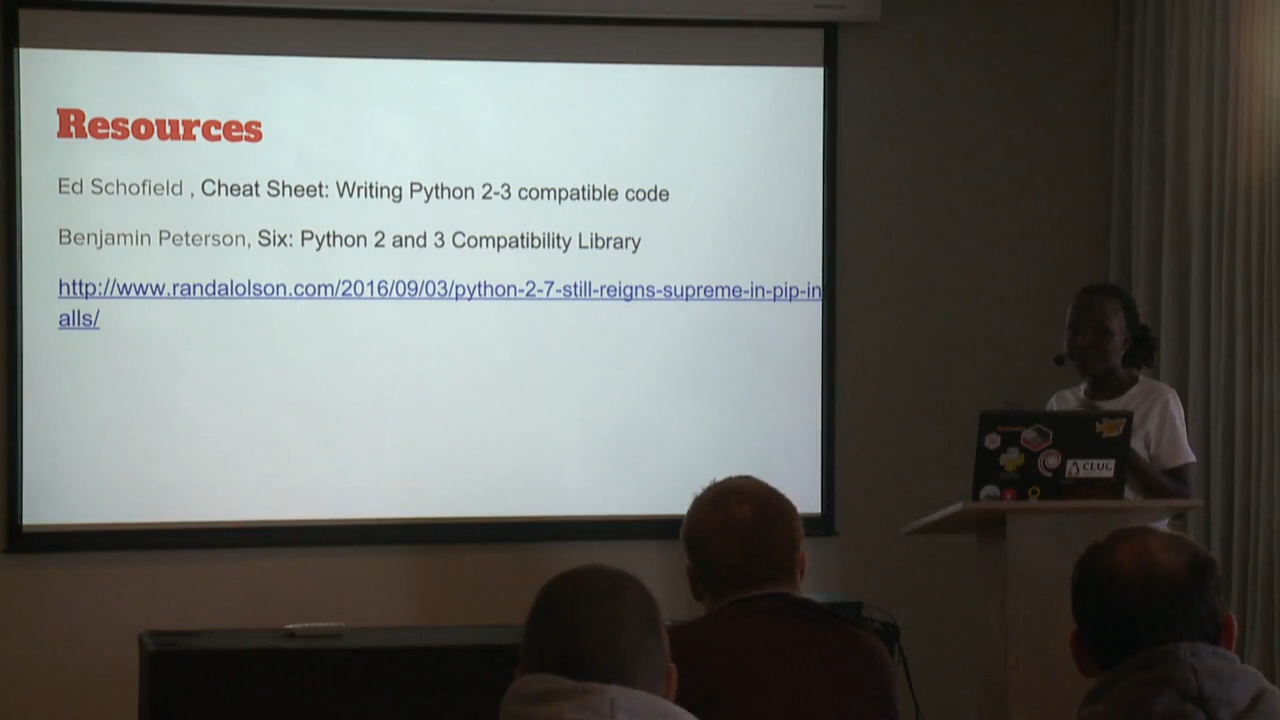 Resources
Ed Schofield , Cheat Sheet: Writing Python 2-3 compatible code
Benjamin Peterson, Six: Python 2 and 3 Compatibility Library
http://www.randalolson.com/2016/09/03/python-2-7-still-reigns-supreme-in-pip-in
alls/
CLUG